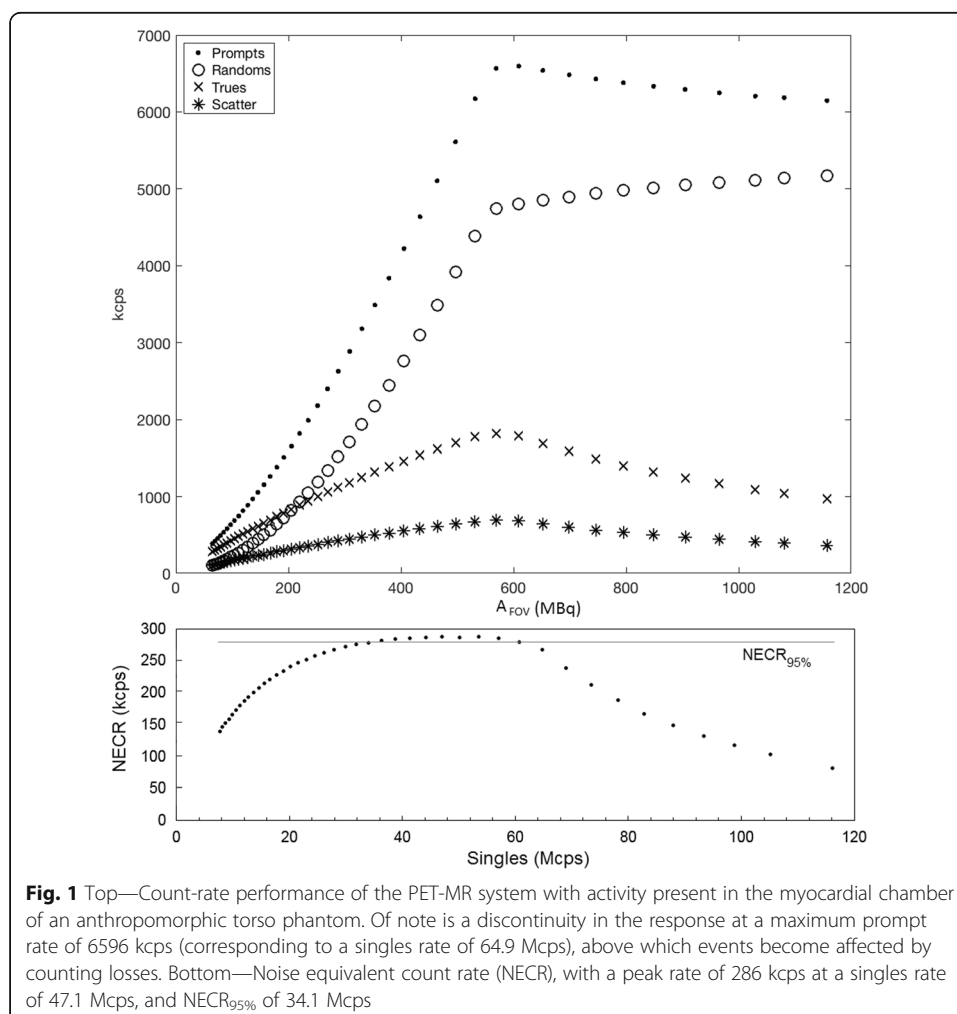 7000
Prompts
Randoms
Trues
Scatter
6000
5000
4000
kcps
3000
2000
1000
0
0 200 400 600 800 1000 1200
A FOV (MBq)
300
250
200
150
100
50
0
NECR (kcps)
NECR95%
0 20 40 60 80 100 120
Singles (Mcps)
Fig. 1 Top—Count-rate performance of the PET-MR system with activity present in the myocardial chamber
of an anthropomorphic torso phantom. Of note is a discontinuity in the response at a maximum prompt
rate of 6596 kcps (corresponding to a singles rate of 64.9 Mcps), above which events become affected by
counting losses. Bottom—Noise equivalent count rate (NECR), with a peak rate of 286 kcps at a singles rate
of 47.1 Mcps, and NECR95% of 34.1 Mcps